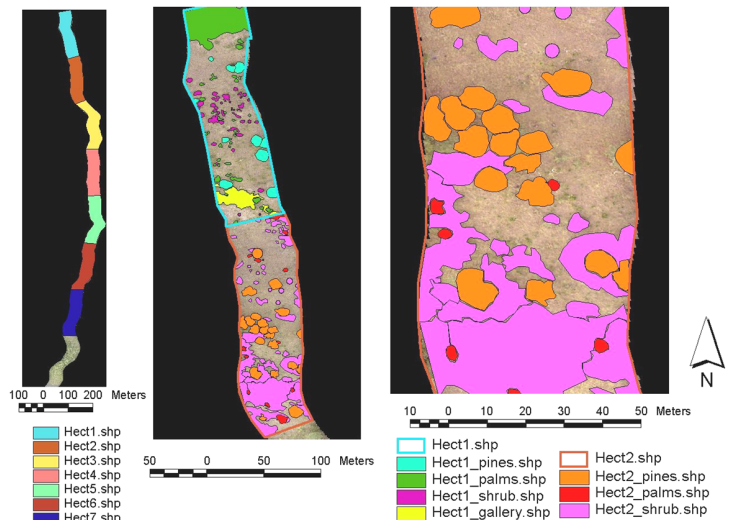 100 0 100 200 Meters
Hect1.shp
Hect2.shp
Hect3.shp
Hect4.shp
Hect5.shp
Hect6.shp
Hect7.shp
50 0 50 100 Meters
10 0 10 20 30 40 50 Meters
Hect1.shp
Hect1_pines.shp
Hect1_palms.shp
Hect1_shrub.shp
Hect1_gallery.shp
Hect2.shp
Hect2_pines.shp
Hect2_palms.shp
Hect2_shrub.shp
N